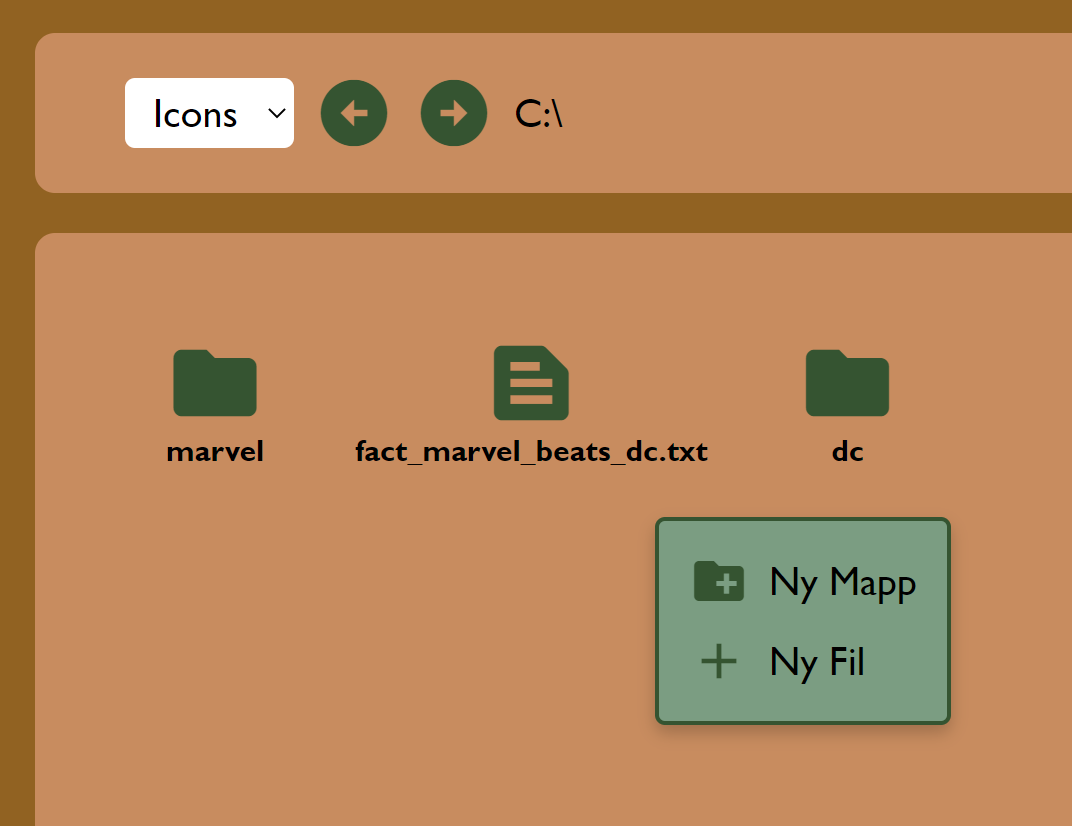 Icons
C:\
marvel
fact_marvel_beats_dc.txt
dc
Ny Mapp
Ny Fil